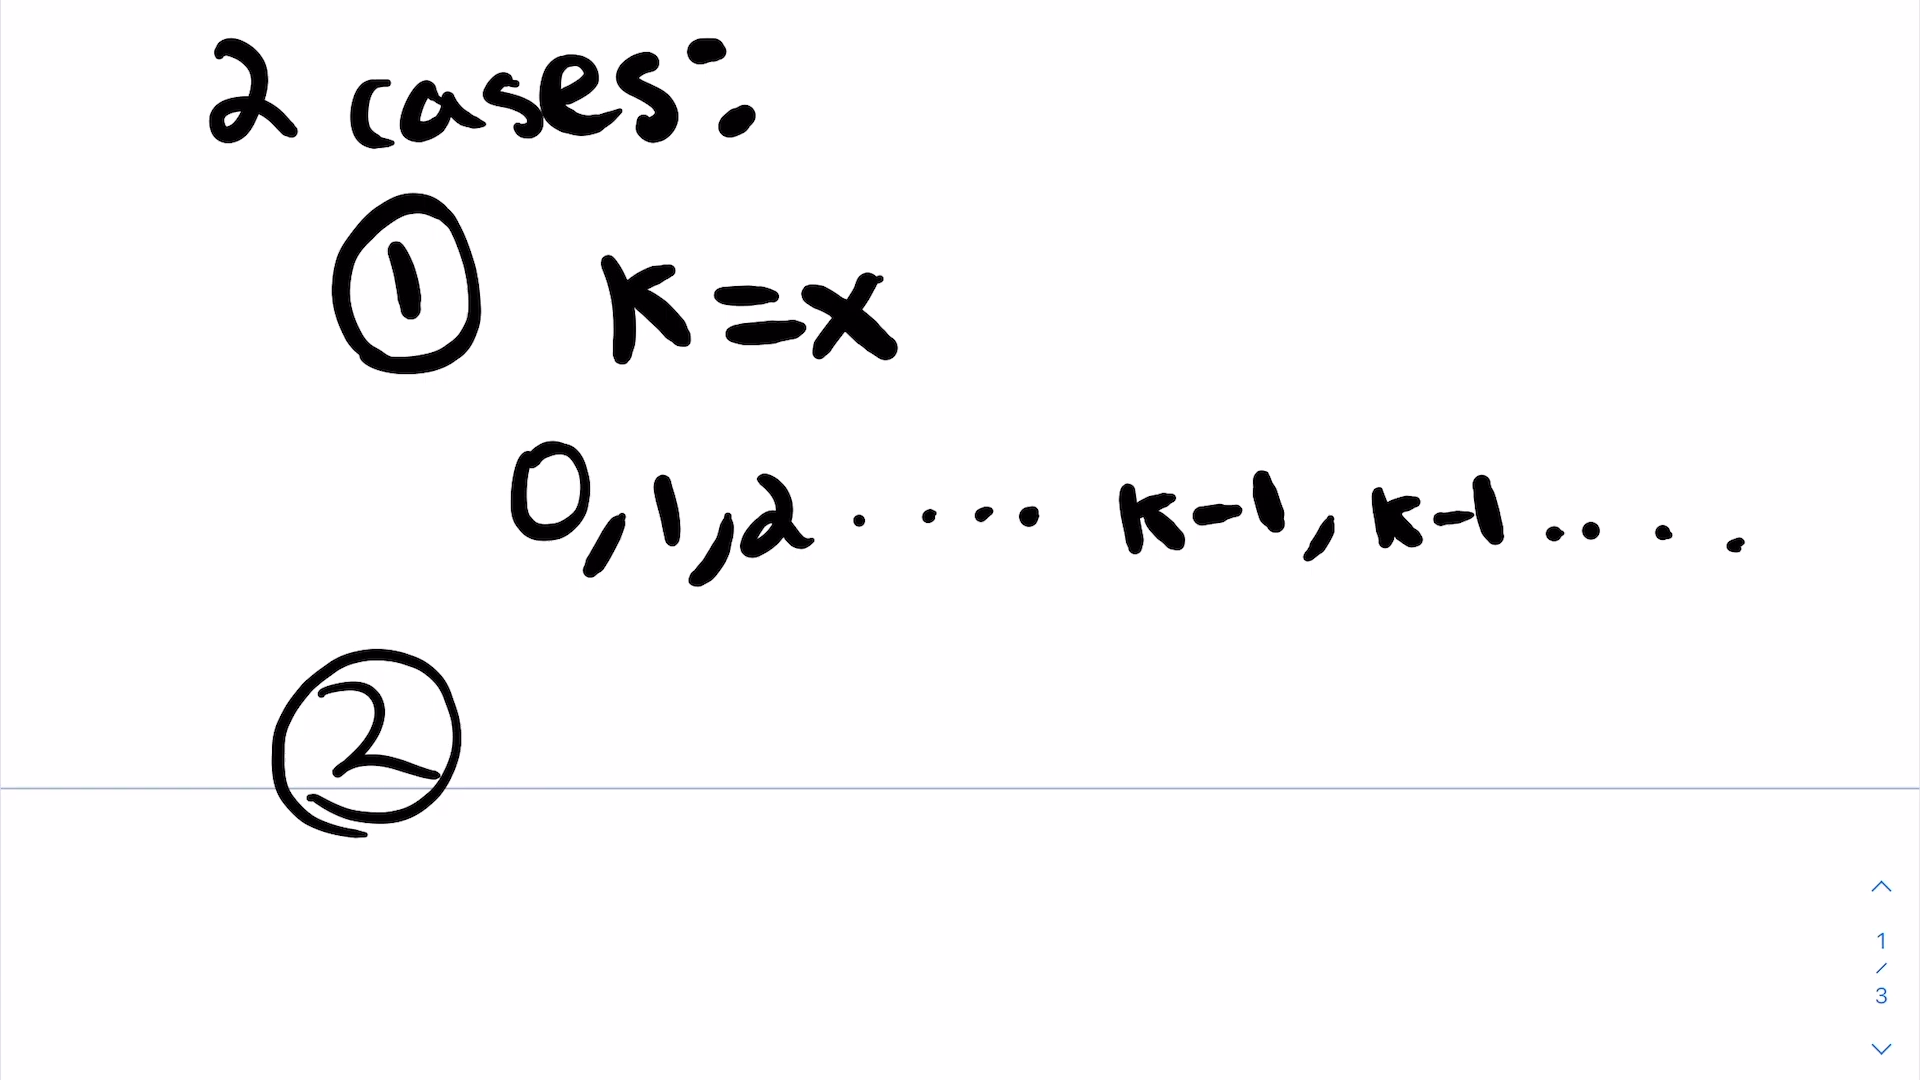 2 cases:
① K=x
0,1,2..... K-1, K-1....
②
1
/
3